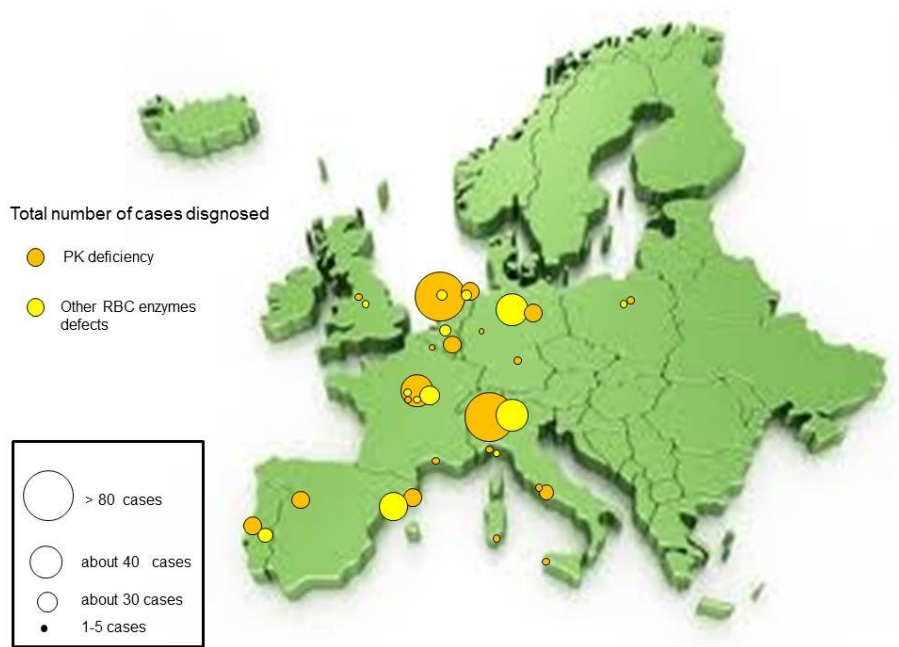 Total number of cases disgnosed
PK deficiency
Other RBC enzymes
defects
> 80 cases
about 40 cases
about 30 cases
1-5 cases